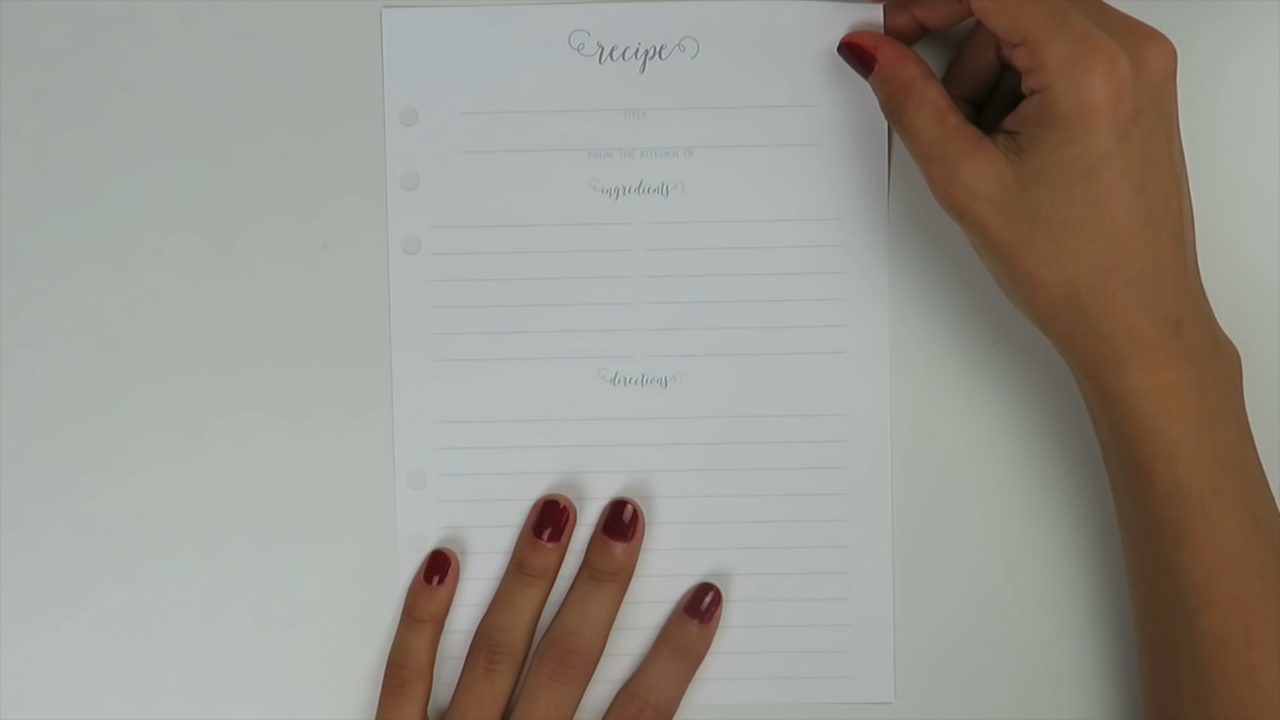 recipe
TITLE
FROM THE KITCHEN OF
ingredients
directions